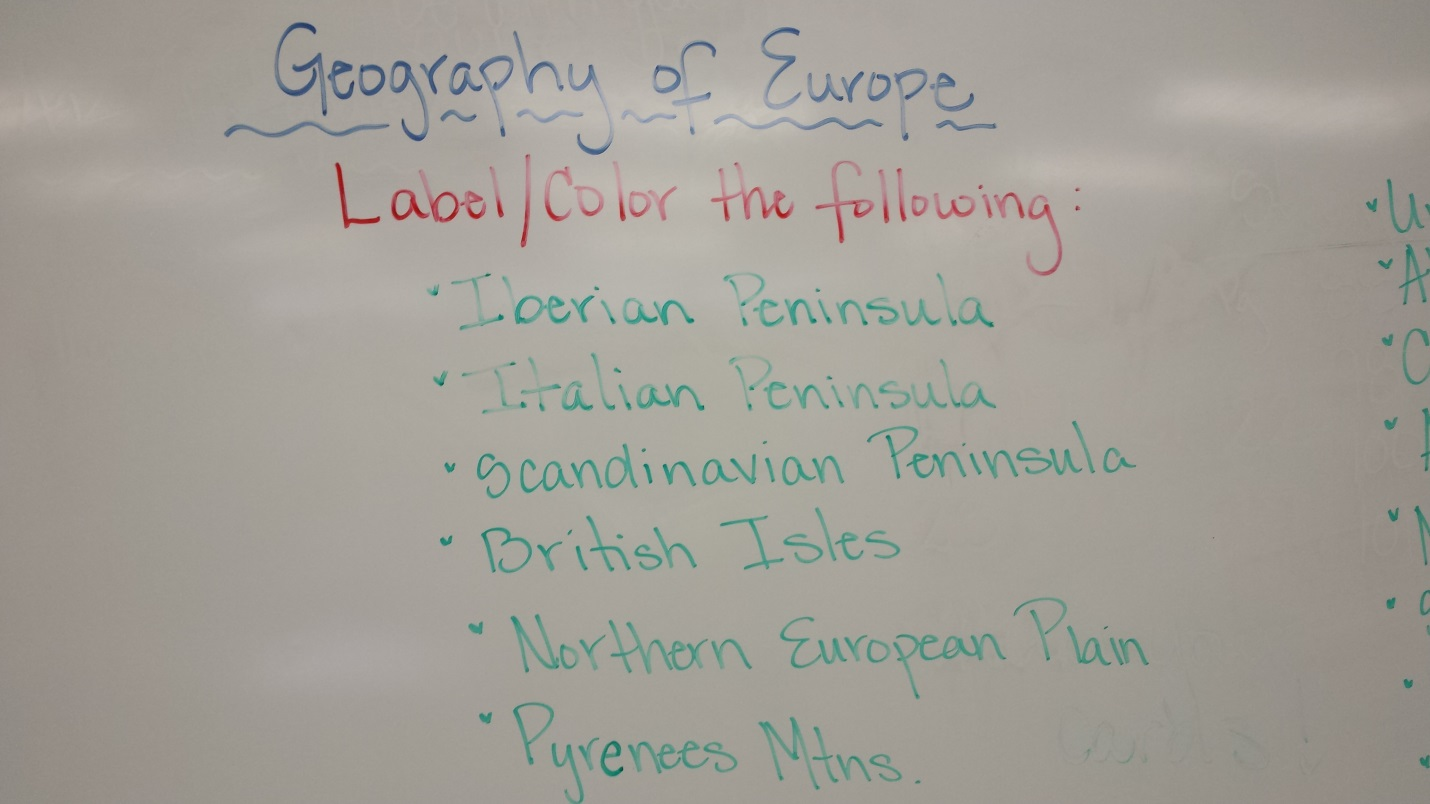 Geography of Europe
Label/Color the following:
Iberian Peninsula
Italian Peninsula
Scandinavian Peninsula
British Isles
Northern European Plain
Pyrenees Mtns.